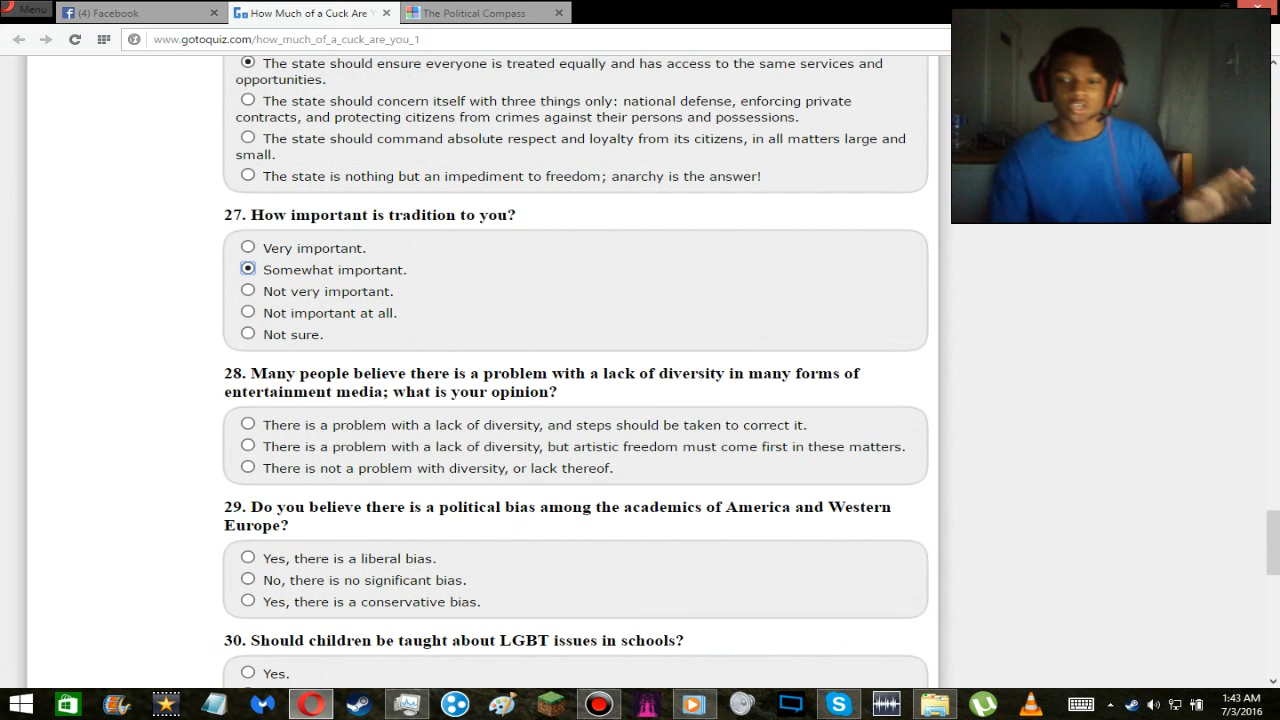 Menu
(4) Facebook
How Much of a Cuck Are Y
The Political Compass
www.gotoquiz.com/how_much_of_a_cuck_are_you_1
The state should ensure everyone is treated equally and has access to the same services and
opportunities.
The state should concern itself with three things only: national defense, enforcing private
contracts, and protecting citizens from crimes against their persons and possessions.
The state should command absolute respect and loyalty from its citizens, in all matters large and
small.
The state is nothing but an impediment to freedom; anarchy is the answer!
27. How important is tradition to you?
Very important.
Somewhat important.
Not very important.
Not important at all.
Not sure.
28. Many people believe there is a problem with a lack of diversity in many forms of
entertainment media; what is your opinion?
There is a problem with a lack of diversity, and steps should be taken to correct it.
There is a problem with a lack of diversity, but artistic freedom must come first in these matters.
There is not a problem with diversity, or lack thereof.
29. Do you believe there is a political bias among the academics of America and Western
Europe?
Yes, there is a liberal bias.
No, there is no significant bias.
Yes, there is a conservative bias.
30. Should children be taught about LGBT issues in schools?
Yes.
1:43 AM
7/3/2016